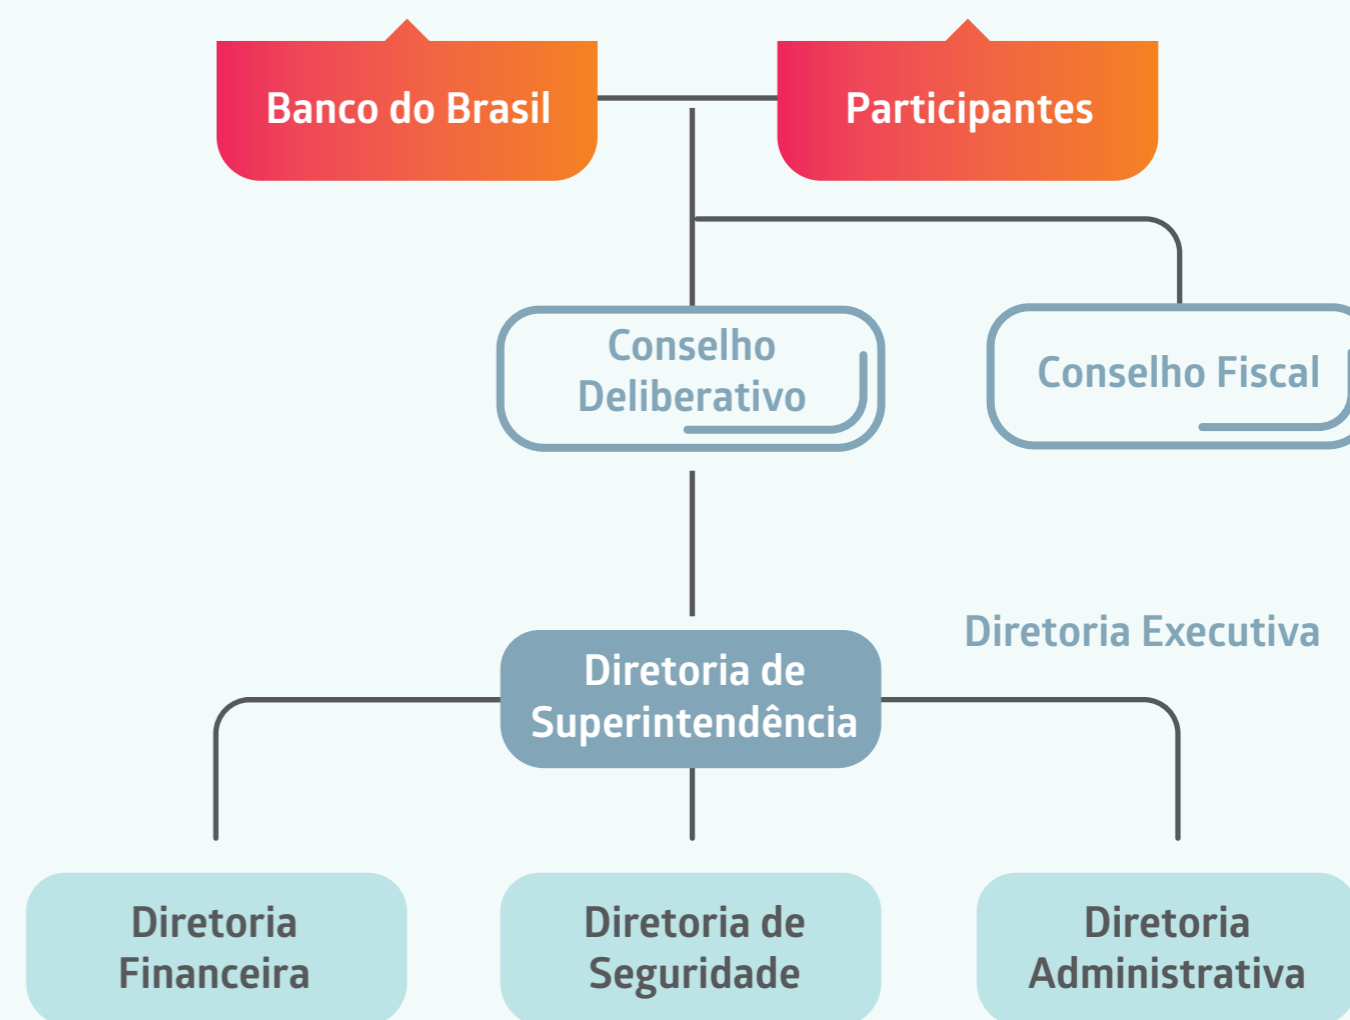 Banco do Brasil
Participantes
Conselho
Deliberativo
Conselho Fiscal
Diretoria Executiva
Diretoria de
Superintendência
Diretoria
Financeira
Diretoria de
Seguridade
Diretoria
Administrativa